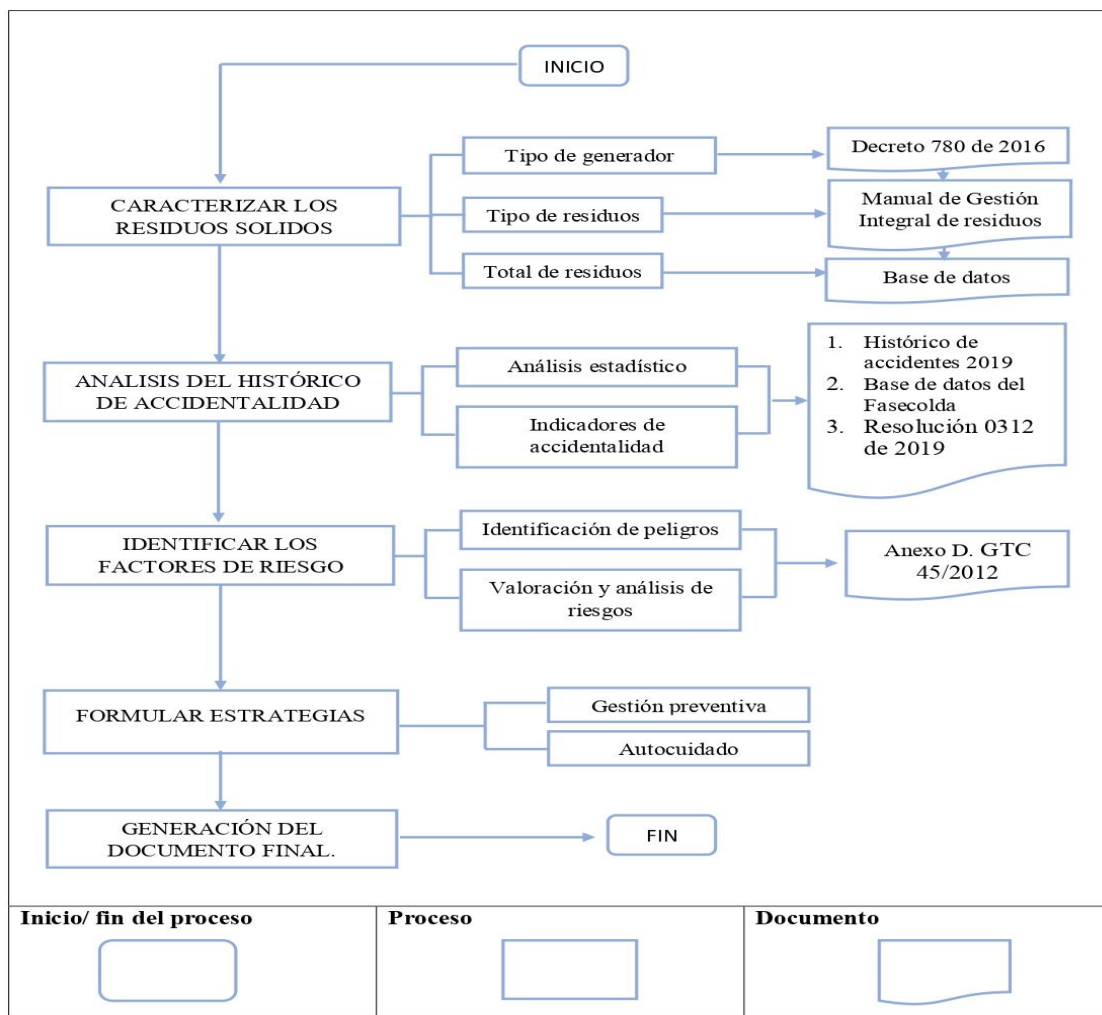 INICIO
Tipo de generador
Decreto 780 de 2016
CARACTERIZAR LOS
RESIDUOS SOLIDOS
Tipo de residuos
Manual de Gestión
Integral de residuos
Total de residuos
Base de datos
ANALISIS DEL HISTÓRICO
DE ACCIDENTALIDAD
Análisis estadístico
Indicadores de
accidentalidad
1. Histórico de
accidentes 2019
2. Base de datos del
Fasecolda
3. Resolución 0312
de 2019
IDENTIFICAR LOS
FACTORES DE RIESGO
Identificación de peligros
Valoración y análisis de
riesgos
Anexo D. GTC
45/2012
FORMULAR ESTRATEGIAS
Gestión preventiva
Autocuidado
GENERACIÓN DEL
DOCUMENTO FINAL.
FIN
Inicio/ fin del proceso
Proceso
Documento